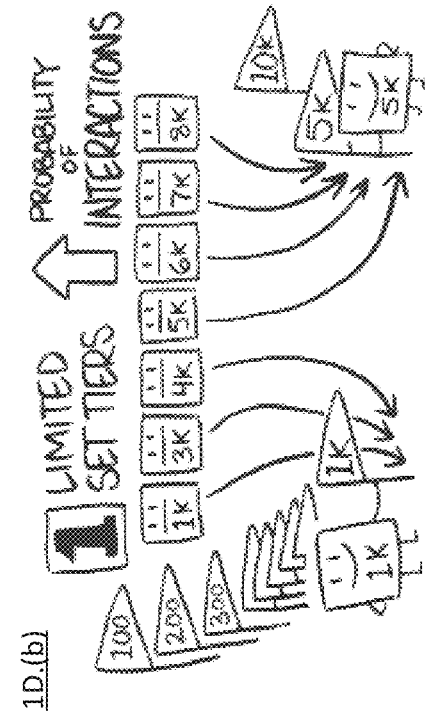 1D.(b)
1
LIMITED
SET TIERS
PROBABILITY
OF
INTERACTIONS
1K 3K 4K 5K 6K 7K 8K
100
200
300
1K
1K
10K
5K
5K